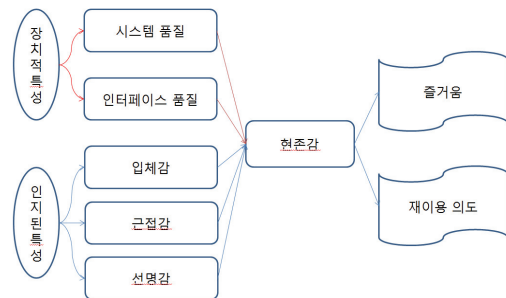 장치적특성
시스템 품질
인터페이스 품질
인지된특성
입체감
근접감
선명감
현존감
즐거움
재이용 의도